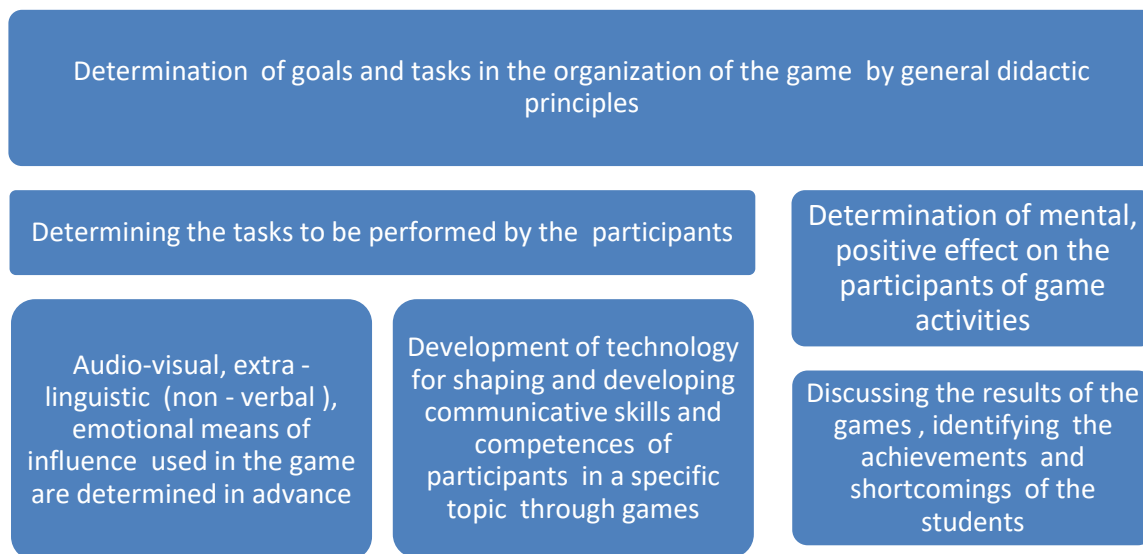 Determination of goals and tasks in the organization of the game by general didactic
principles
Determining the tasks to be performed by the participants
Determination of mental,
positive effect on the
participants of game
activities
Audio-visual, extra -
linguistic (non - verbal ),
emotional means of
influence used in the game
are determined in advance
Development of technology
for shaping and developing
communicative skills and
competences of
participants in a specific
topic through games
Discussing the results of the
games , identifying the
achievements and
shortcomings of the
students